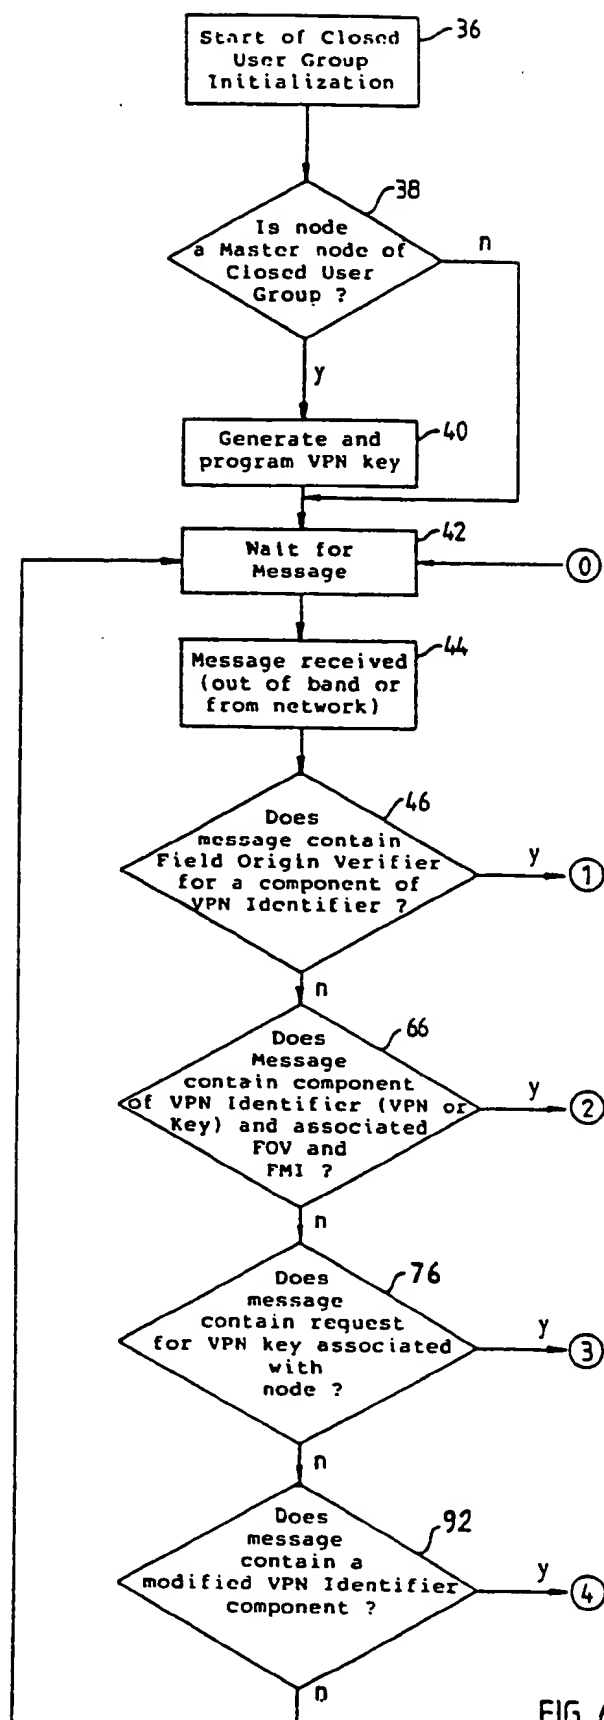 Start of Closed
User Group
Initialization
36
38
Is node
a Master node of
Closed User
Group ?
n
y
40
Generate and
program VPN key
42
Wait for
Message
0
44
Message received
(out of band or
from network)
46
Does
message contain
Field Origin Verifier
for a component of
VPN Identifier ?
y
1
n
66
Does
Message
contain component
of VPN Identifier (VPN or
Key) and associated
FOV and
FMI ?
y
2
n
76
Does
message
contain request
for VPN key associated
with
node ?
y
3
n
92
Does
message
contain a
modified VPN Identifier
component ?
y
4
n
FIG.